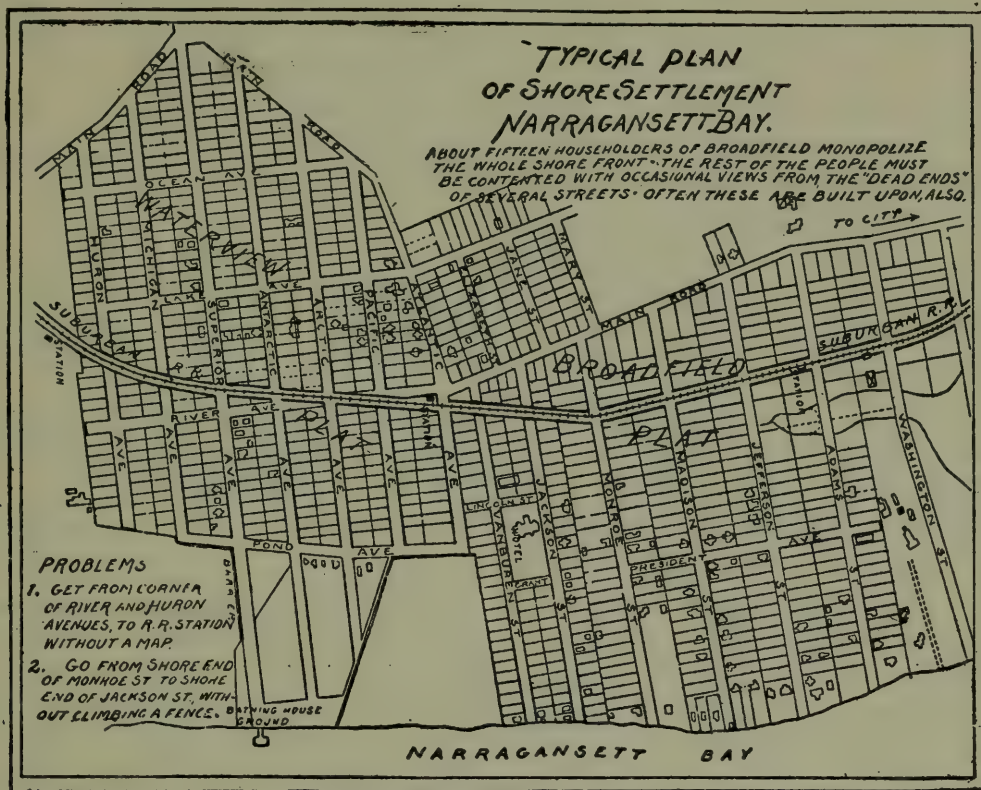 TYPICAL PLAN
OF SHORE SETTLEMENT
NARRAGANSETT BAY.
ABOUT FIFTEEN HOUSEHOLDERS OF BROADFIELD MONOPOLIZE
THE WHOLE SHORE FRONT · THE REST OF THE PEOPLE MUST
BE CONTENTED WITH OCCASIONAL VIEWS FROM THE "DEAD ENDS"
OF SEVERAL STREETS · OFTEN THESE ARE BUILT UPON, ALSO.
TO CITY
MAIN ROAD
MAIN ROAD
OCEAN AV
WATERVIEW
PLAT
HURON
AVE
MICHIGAN
AVE
SUPERIOR
AVE
ANTARCTIC
AVE
ARCTIC
AVE
PACIFIC
AVE
ATLANTIC
AVE
LAKE AVE
ELIZABETH
JANE ST
MARY ST
MAIN ROAD
BROADFIELD
PLAT
SUBURBAN R.R.
SUBURBAN R.R.
STATION
STATION
STATION
RIVER AVE
POND AVE
LINCOLN ST
HOTEL
GRANT
VAN BUREN ST
JACKSON ST
MONROE
MADISON ST
JEFFERSON ST
ADAMS ST
WASHINGTON ST
PRESIDENT AVE
PROBLEMS
1. GET FROM CORNER
OF RIVER AND HURON
AVENUES, TO R.R. STATION
WITHOUT A MAP.
2. GO FROM SHORE END
OF MONROE ST TO SHORE
END OF JACKSON ST, WITH-
OUT CLIMBING A FENCE.
BATHING HOUSE
GROUND
NARRAGANSETT BAY